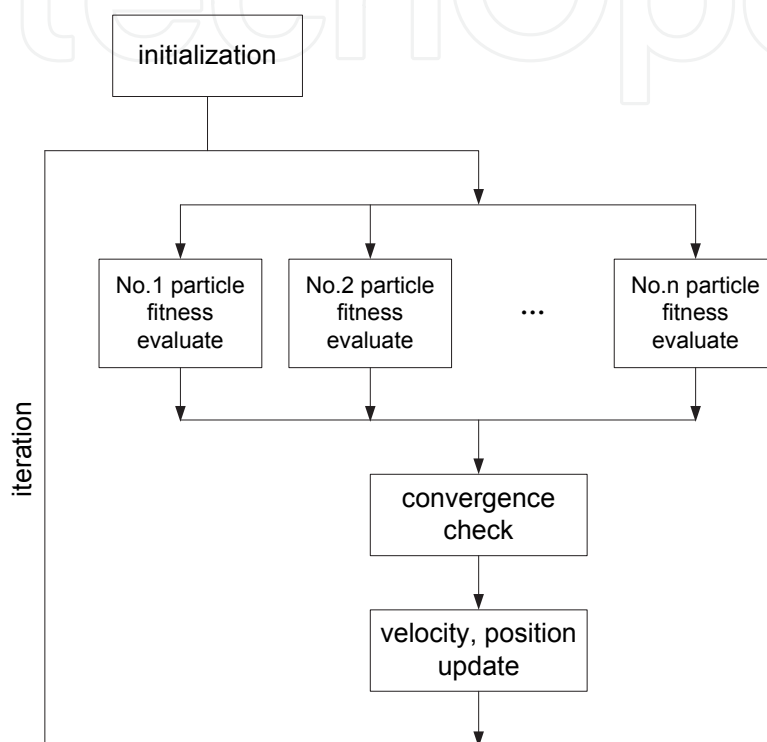 initialization
No.1 particle
fitness
evaluate
No.2 particle
fitness
evaluate
...
No.n particle
fitness
evaluate
iteration
convergence
check
velocity, position
update